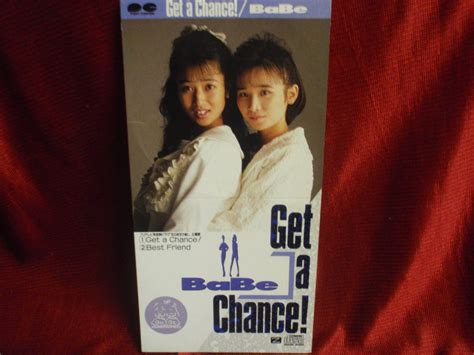 Get a Chance! / BaBe
1 Get a Chance!
2 Best Friend
BaBe
Get
a
Chance!